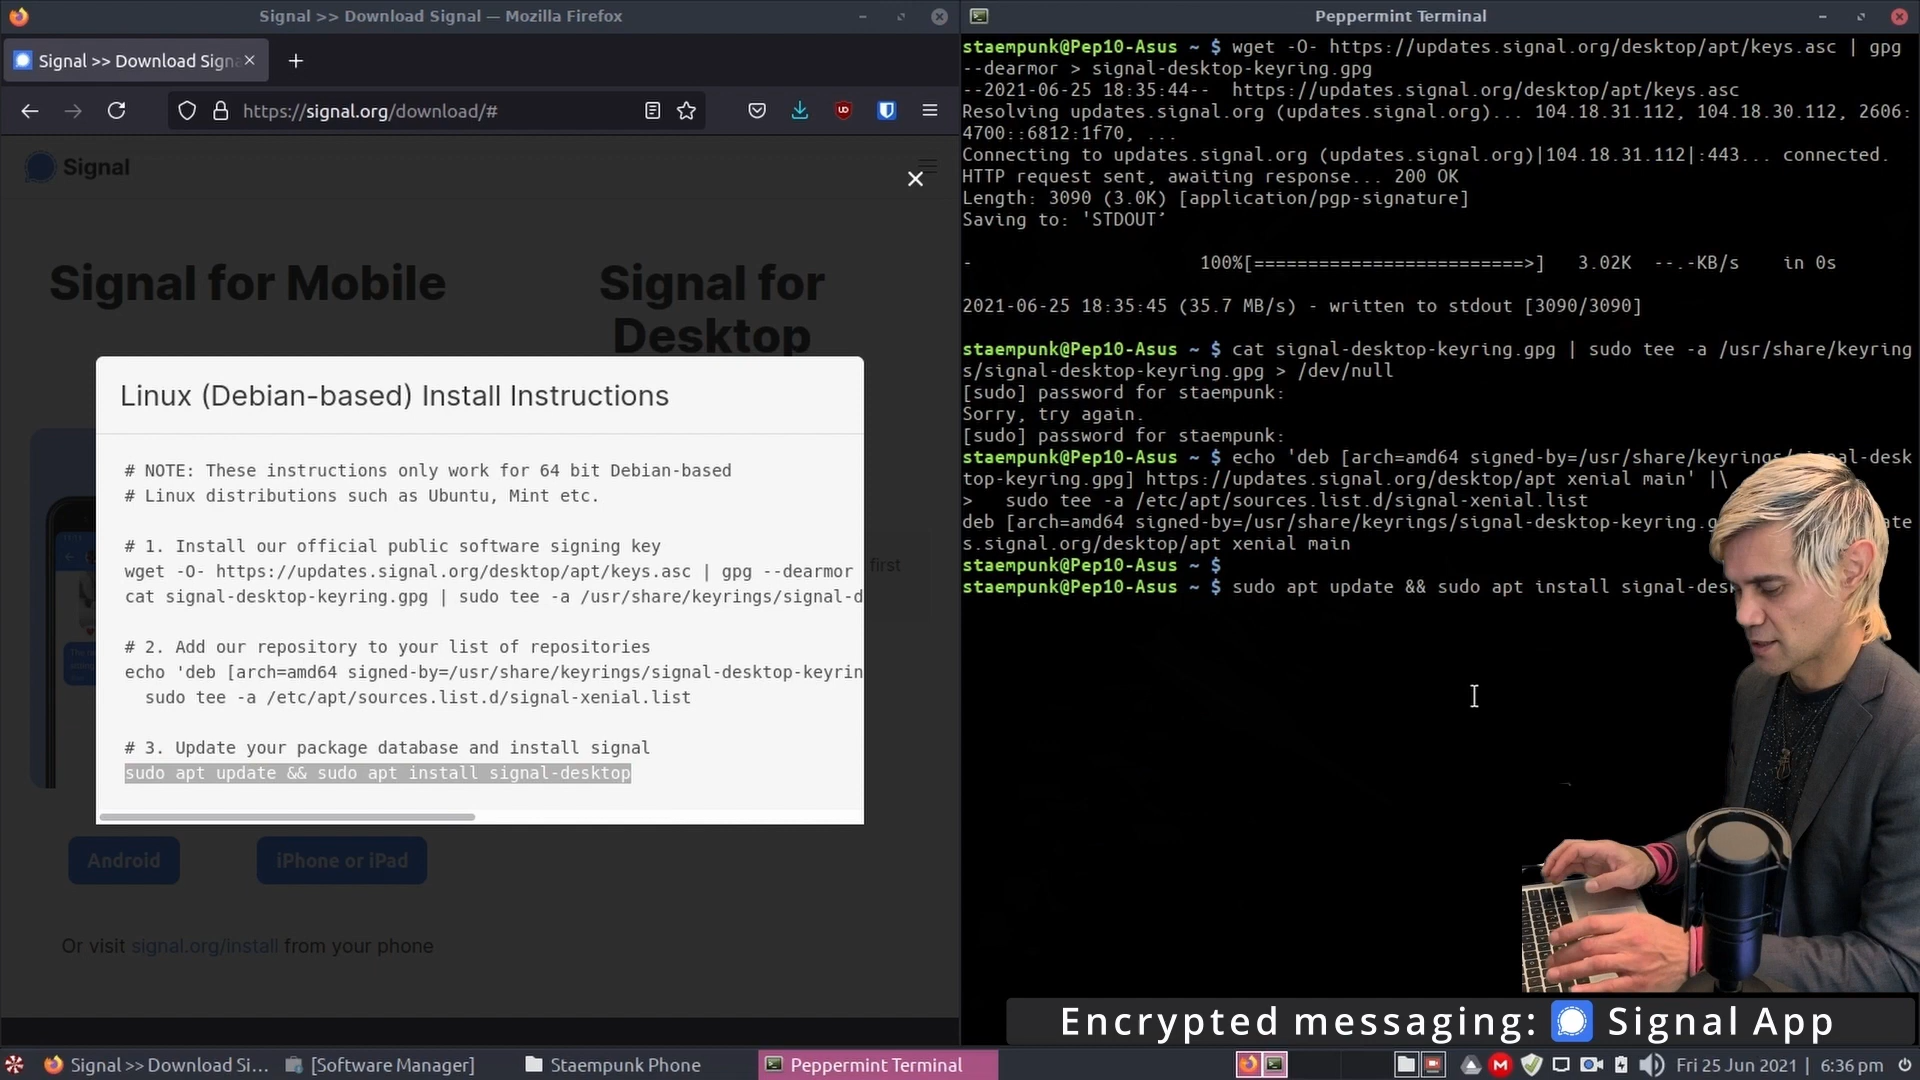 Signal >> Download Signal — Mozilla Firefox
Signal >> Download Signa
https://signal.org/download/#
Signal
Signal for Mobile
Signal for
Desktop
Linux (Debian-based) Install Instructions
# NOTE: These instructions only work for 64 bit Debian-based
# Linux distributions such as Ubuntu, Mint etc.
# 1. Install our official public software signing key
wget -O- https://updates.signal.org/desktop/apt/keys.asc | gpg --dearmor
cat signal-desktop-keyring.gpg | sudo tee -a /usr/share/keyrings/signal-d
# 2. Add our repository to your list of repositories
echo 'deb [arch=amd64 signed-by=/usr/share/keyrings/signal-desktop-keyrin
sudo tee -a /etc/apt/sources.list.d/signal-xenial.list
# 3. Update your package database and install signal
sudo apt update && sudo apt install signal-desktop
first
Android
iPhone or iPad
Or visit signal.org/install from your phone
Peppermint Terminal
staempunk@Pep10-Asus ~ $ wget -O- https://updates.signal.org/desktop/apt/keys.asc | gpg
--dearmor > signal-desktop-keyring.gpg
--2021-06-25 18:35:44-- https://updates.signal.org/desktop/apt/keys.asc
Resolving updates.signal.org (updates.signal.org)... 104.18.31.112, 104.18.30.112, 2606:
4700::6812:1f70, ...
Connecting to updates.signal.org (updates.signal.org)|104.18.31.112|:443... connected.
HTTP request sent, awaiting response... 200 OK
Length: 3090 (3.0K) [application/pgp-signature]
Saving to: 'STDOUT’
- 100%[=========================>] 3.02K --.-KB/s in 0s
2021-06-25 18:35:45 (35.7 MB/s) - written to stdout [3090/3090]
staempunk@Pep10-Asus ~ $ cat signal-desktop-keyring.gpg | sudo tee -a /usr/share/keyring
s/signal-desktop-keyring.gpg > /dev/null
[sudo] password for staempunk:
Sorry, try again.
[sudo] password for staempunk:
staempunk@Pep10-Asus ~ $ echo 'deb [arch=amd64 signed-by=/usr/share/keyrings/signal-desk
top-keyring.gpg] https://updates.signal.org/desktop/apt xenial main' |\
> sudo tee -a /etc/apt/sources.list.d/signal-xenial.list
deb [arch=amd64 signed-by=/usr/share/keyrings/signal-desktop-keyring.g ate
s.signal.org/desktop/apt xenial main
staempunk@Pep10-Asus ~ $
staempunk@Pep10-Asus ~ $ sudo apt update && sudo apt install signal-des
Encrypted messaging: Signal App
Signal >> Download Si...
[Software Manager]
Staempunk Phone
Peppermint Terminal
Fri 25 Jun 2021 | 6:36 pm